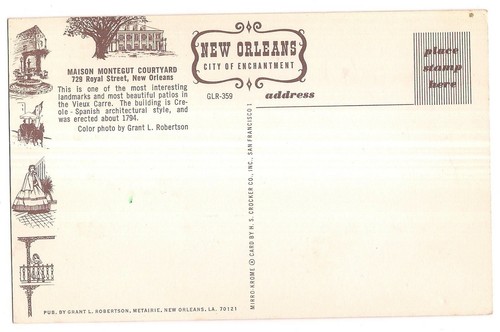 MAISON MONTEGUT COURTYARD
729 Royal Street, New Orleans
This is one of the most interesting
landmarks and most beautiful patios in
the Vieux Carre. The building is Cre-
ole - Spanish architectural style, and
was erected about 1794.
Color photo by Grant L. Robertson
NEW ORLEANS
CITY OF ENCHANTMENT
GLR-359
address
place
stamp
here
MIRRO-KROME ® CARD BY H. S. CROCKER CO., INC., SAN FRANCISCO 1
PUB. BY GRANT L. ROBERTSON, METAIRIE, NEW ORLEANS, LA. 70121